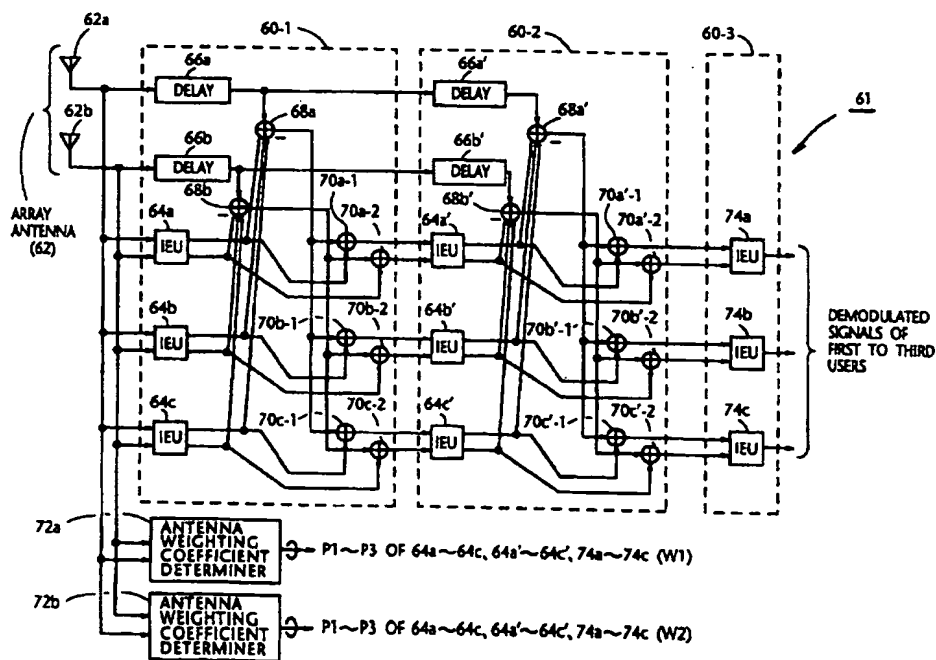 62a
60-1
60-2
60-3
66a
66a'
DELAY
DELAY
61
62b
68a
68a'
66b
66b'
DELAY
DELAY
68b
70a-1
68b'
70a'-1
ARRAY
ANTENNA
(62)
64a
70a-2
64a'
70a'-2
74a
IEU
IEU
IEU
64b
70b-1
70b-2
64b'
70b'-1
70b'-2
74b
IEU
IEU
IEU
DEMODULATED
SIGNALS OF
FIRST TO THIRD
USERS
64c
70c-1
70c-2
64c'
70c'-1
70c'-2
74c
IEU
IEU
IEU
72a
ANTENNA
WEIGHTING
COEFFICIENT
DETERMINER
P1~P3 OF 64a~64c, 64a'~64c', 74a~74c (W1)
72b
ANTENNA
WEIGHTING
COEFFICIENT
DETERMINER
P1~P3 OF 64a~64c, 64a'~64c', 74a~74c (W2)